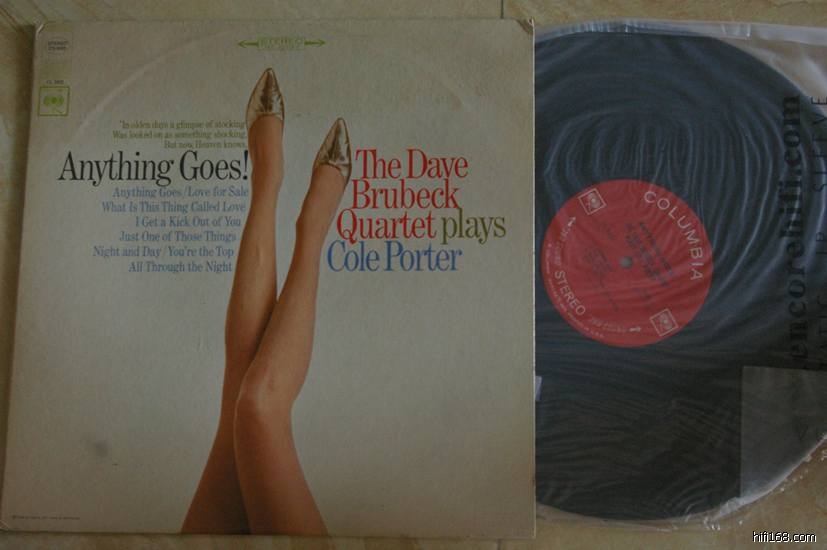 STEREO
STEREO
"In olden days a glimpse of stocking
Was looked on as something shocking,
But now, Heaven knows,
Anything Goes!
Anything Goes/Love for Sale
What Is This Thing Called Love
I Get a Kick Out of You
Just One of Those Things
Night and Day/You're the Top
All Through the Night
The Dave
Brubeck
Quartet plays
Cole Porter
COLUMBIA
STEREO
encorehifi.com
SLEEVE
hifi168.com